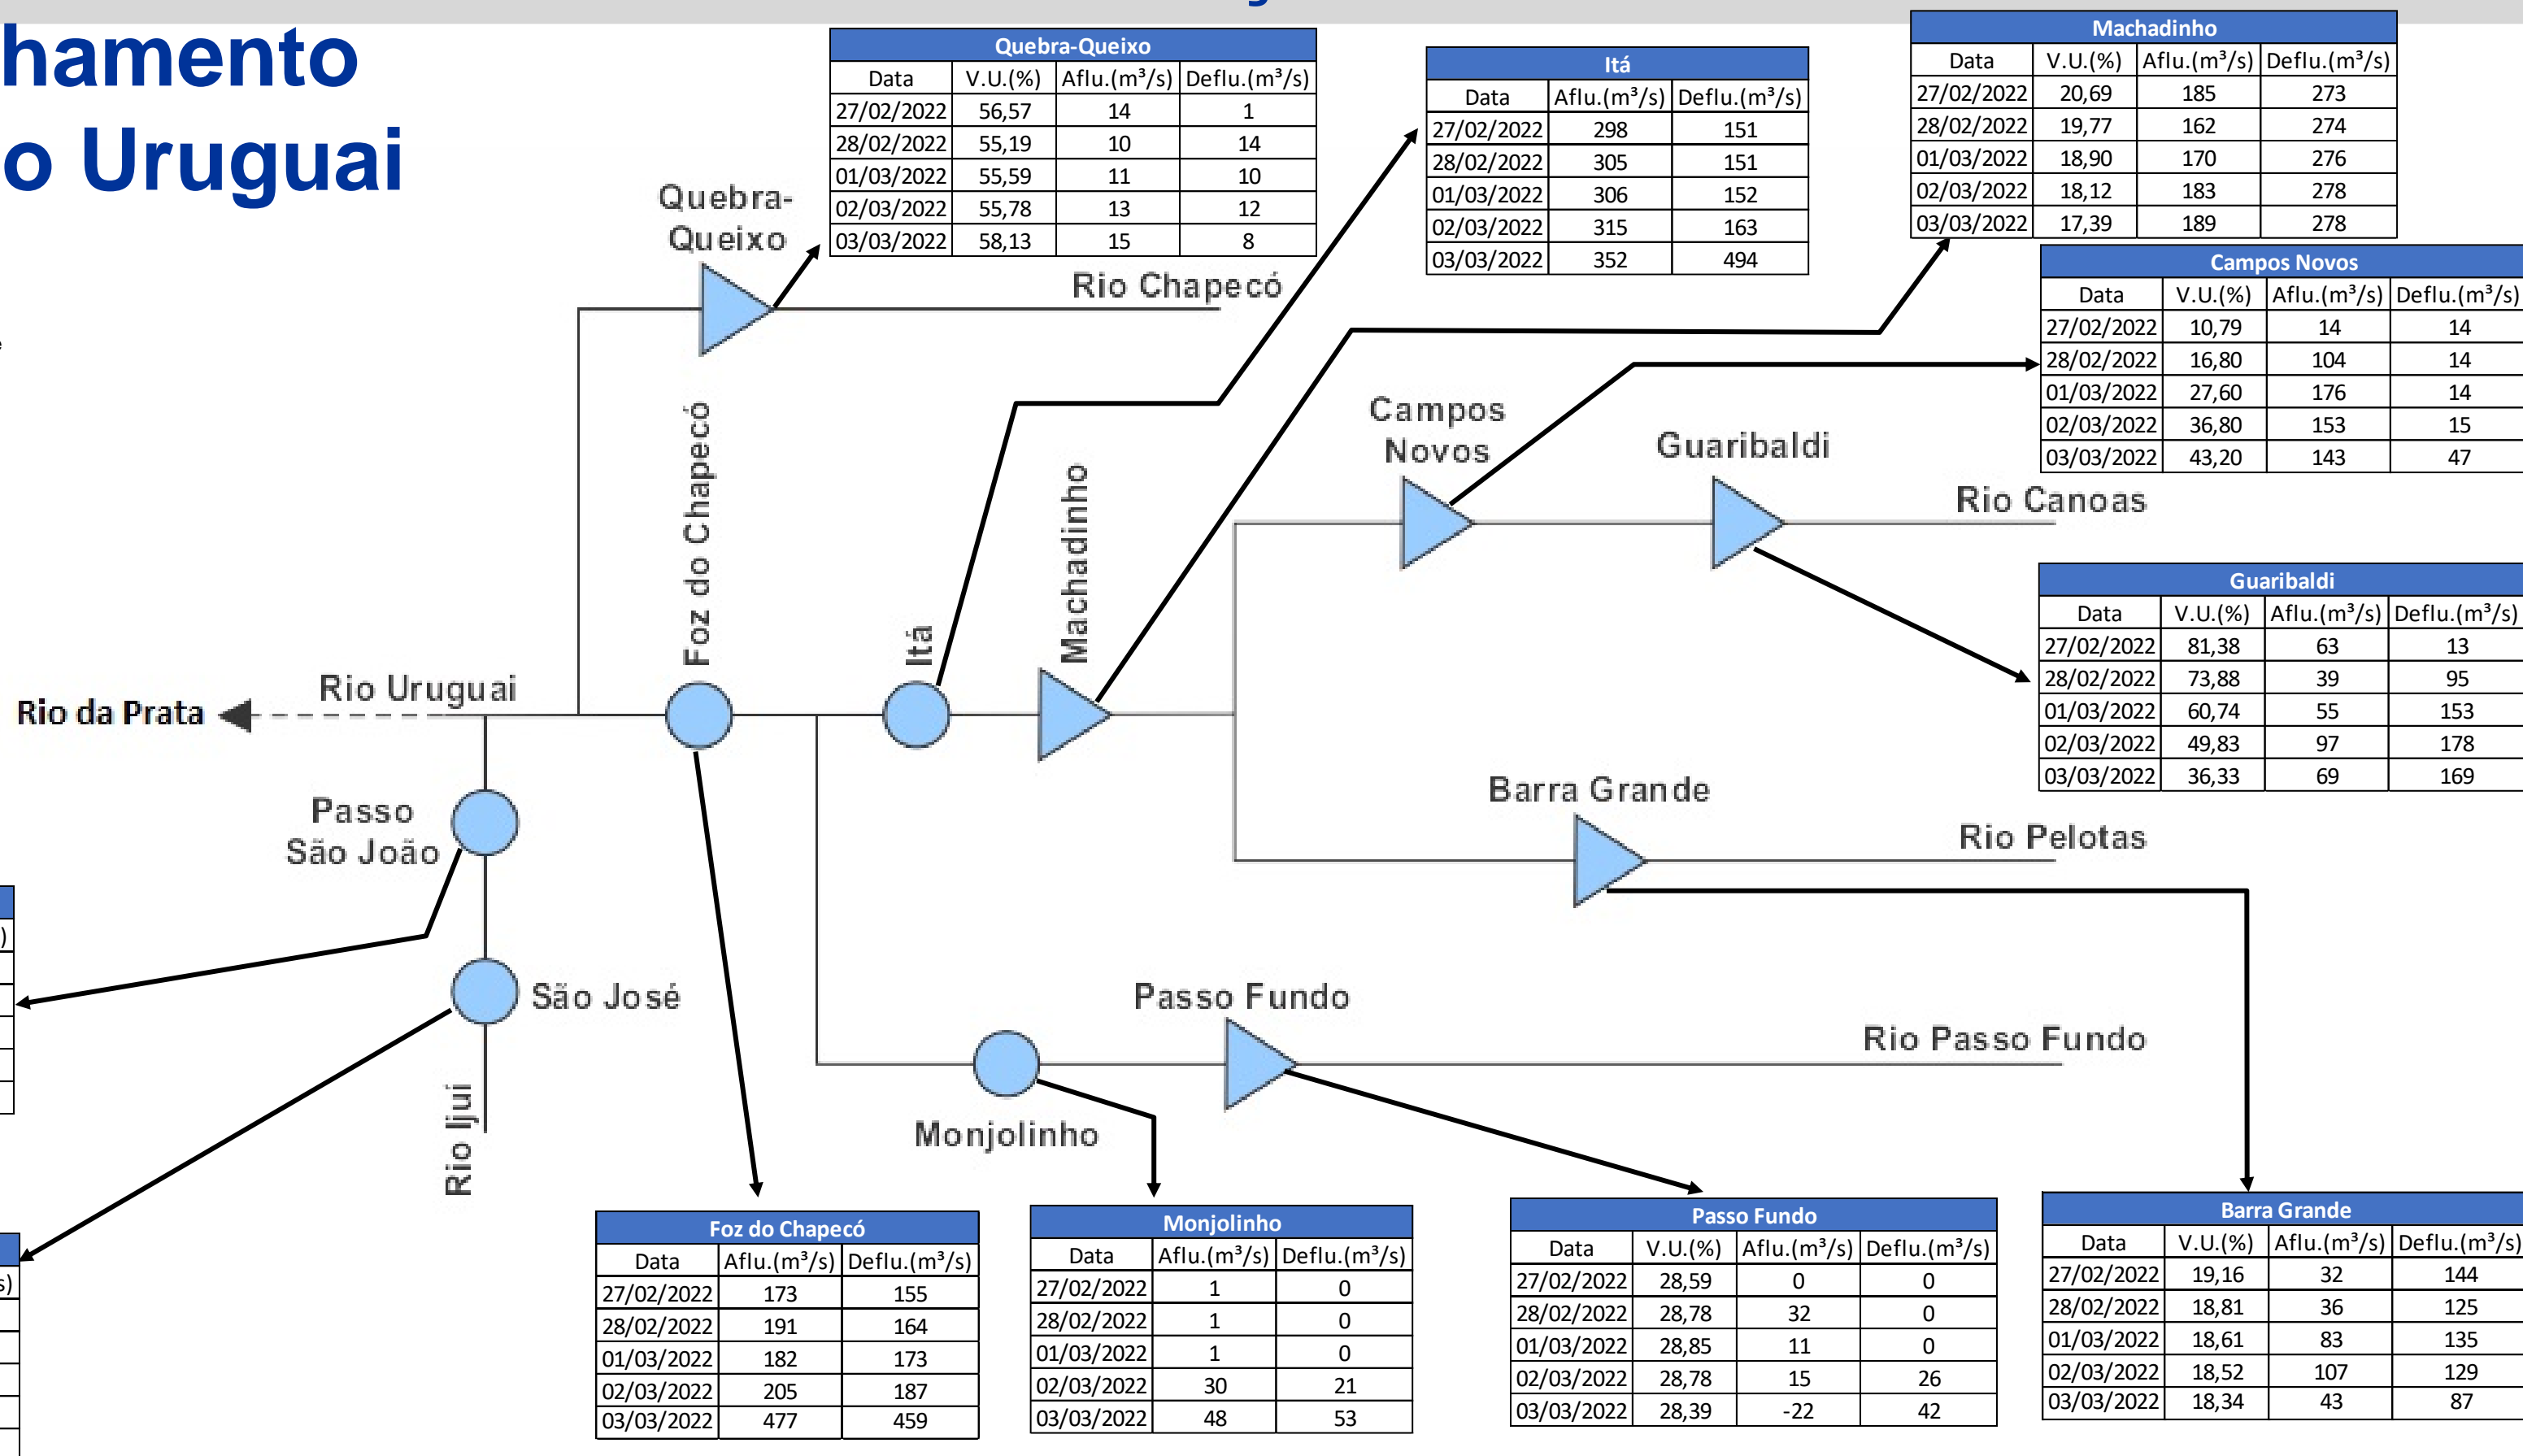 hamento
o Uruguai
Quebra-Queixo
Data V.U.(%) Aflu.(m³/s) Deflu.(m³/s)
27/02/2022 56,57 14 1
28/02/2022 55,19 10 14
01/03/2022 55,59 11 10
02/03/2022 55,78 13 12
03/03/2022 58,13 15 8
Itá
Data Aflu.(m³/s) Deflu.(m³/s)
27/02/2022 298 151
28/02/2022 305 151
01/03/2022 306 152
02/03/2022 315 163
03/03/2022 352 494
Machadinho
Data V.U.(%) Aflu.(m³/s) Deflu.(m³/s)
27/02/2022 20,69 185 273
28/02/2022 19,77 162 274
01/03/2022 18,90 170 276
02/03/2022 18,12 183 278
03/03/2022 17,39 189 278
Campos Novos
Data V.U.(%) Aflu.(m³/s) Deflu.(m³/s)
27/02/2022 10,79 14 14
28/02/2022 16,80 104 14
01/03/2022 27,60 176 14
02/03/2022 36,80 153 15
03/03/2022 43,20 143 47
Quebra-
Queixo
Rio Chapecó
Foz do Chapecó
Itá
Machadinho
Campos
Novos
Guaribaldi
Rio Canoas
Guaribaldi
Data V.U.(%) Aflu.(m³/s) Deflu.(m³/s)
27/02/2022 81,38 63 13
28/02/2022 73,88 39 95
01/03/2022 60,74 55 153
02/03/2022 49,83 97 178
03/03/2022 36,33 69 169
Rio da Prata
Rio Uruguai
Passo
São João
Barra Grande
Rio Pelotas
São José
Rio Ijui
Passo Fundo
Rio Passo Fundo
Monjolinho
)
s)
Foz do Chapecó
Data Aflu.(m³/s) Deflu.(m³/s)
27/02/2022 173 155
28/02/2022 191 164
01/03/2022 182 173
02/03/2022 205 187
03/03/2022 477 459
Monjolinho
Data Aflu.(m³/s) Deflu.(m³/s)
27/02/2022 1 0
28/02/2022 1 0
01/03/2022 1 0
02/03/2022 30 21
03/03/2022 48 53
Passo Fundo
Data V.U.(%) Aflu.(m³/s) Deflu.(m³/s)
27/02/2022 28,59 0 0
28/02/2022 28,78 32 0
01/03/2022 28,85 11 0
02/03/2022 28,78 15 26
03/03/2022 28,39 -22 42
Barra Grande
Data V.U.(%) Aflu.(m³/s) Deflu.(m³/s)
27/02/2022 19,16 32 144
28/02/2022 18,81 36 125
01/03/2022 18,61 83 135
02/03/2022 18,52 107 129
03/03/2022 18,34 43 87